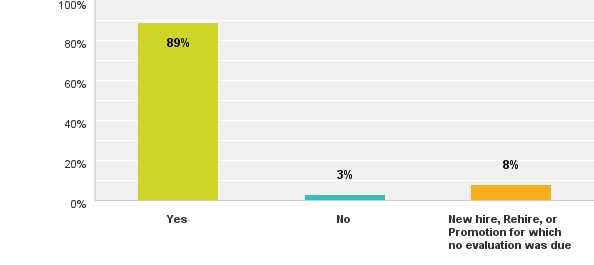 100%
80%
60%
40%
20%
0%
89%
3%
8%
Yes
No
New hire, Rehire, or
Promotion for which
no evaluation was due